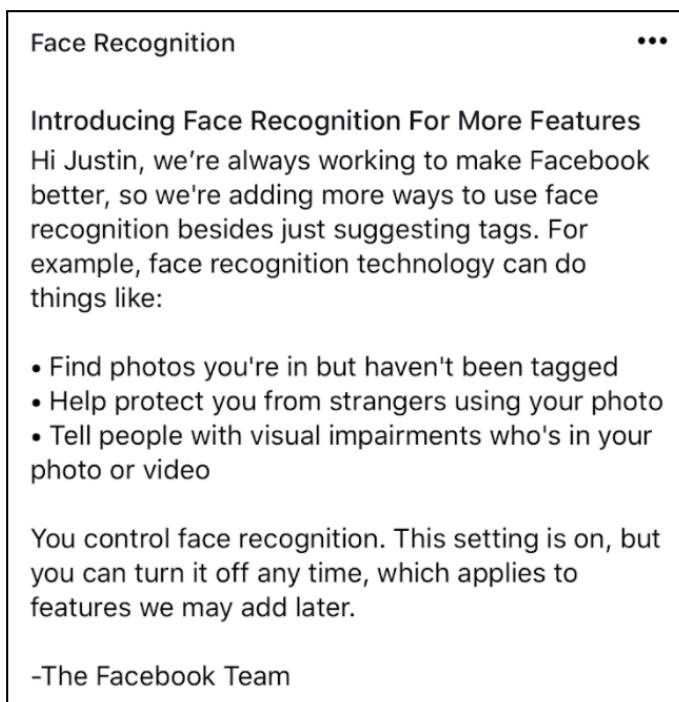 Face Recognition
•••
Introducing Face Recognition For More Features
Hi Justin, we’re always working to make Facebook
better, so we're adding more ways to use face
recognition besides just suggesting tags. For
example, face recognition technology can do
things like:
• Find photos you're in but haven't been tagged
• Help protect you from strangers using your photo
• Tell people with visual impairments who's in your
photo or video
You control face recognition. This setting is on, but
you can turn it off any time, which applies to
features we may add later.
-The Facebook Team